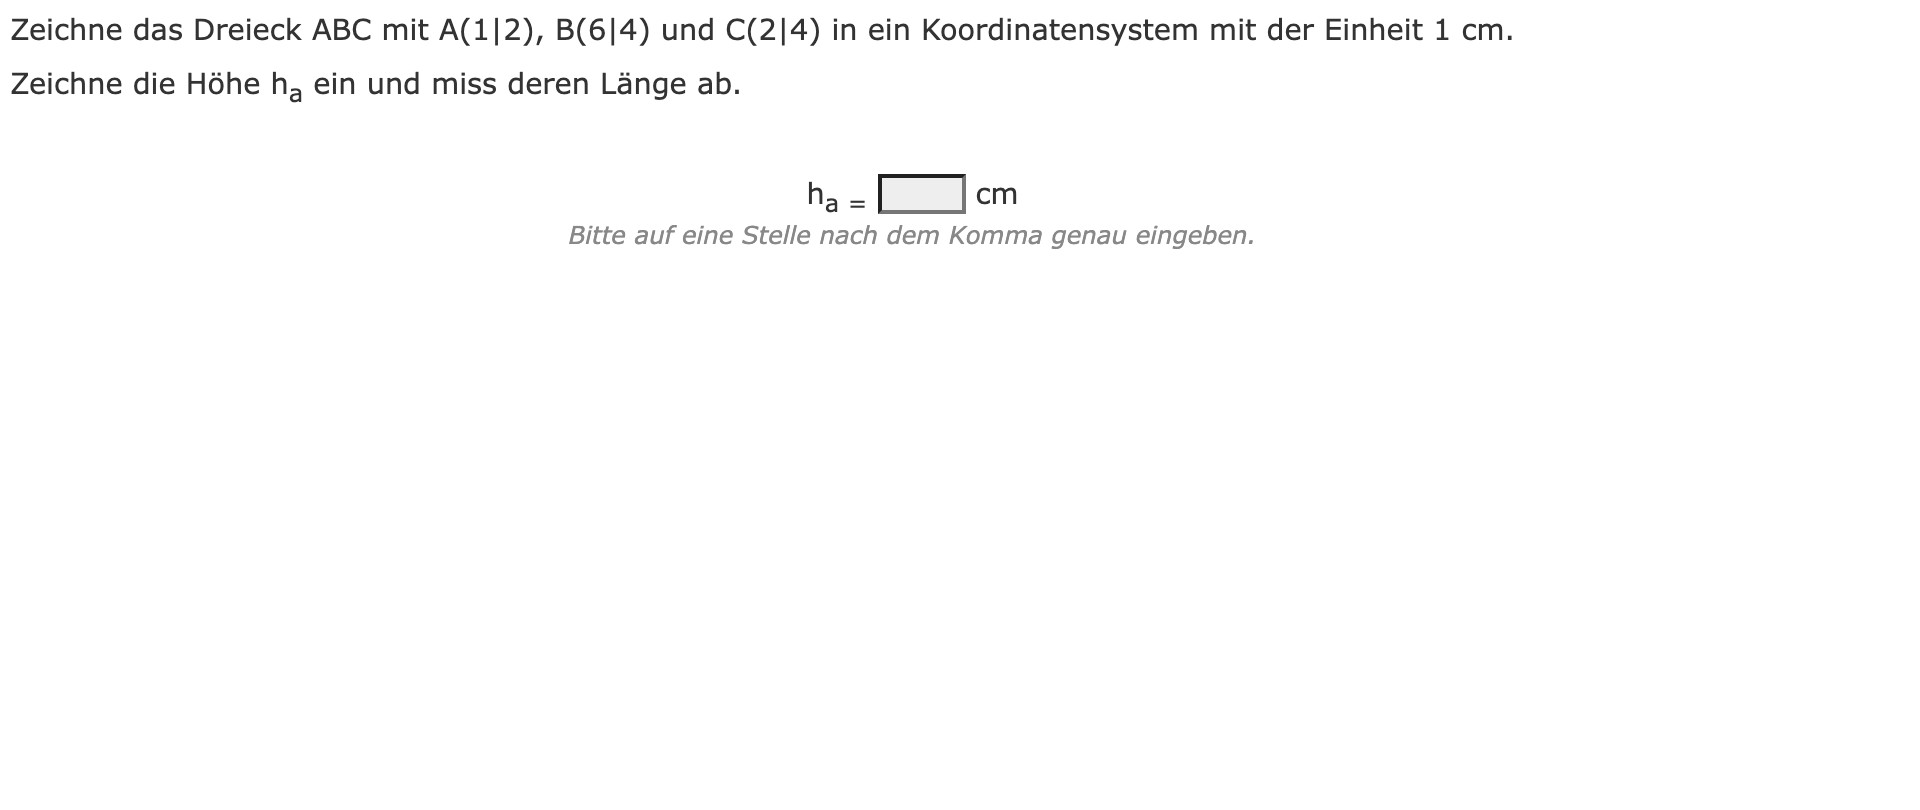 Zeichne das Dreieck ABC mit A(1|2), B(6|4) und C(2|4) in ein Koordinatensystem mit der Einheit 1 cm.
Zeichne die Höhe hₐ ein und miss deren Länge ab.
hₐ = cm
Bitte auf eine Stelle nach dem Komma genau eingeben.